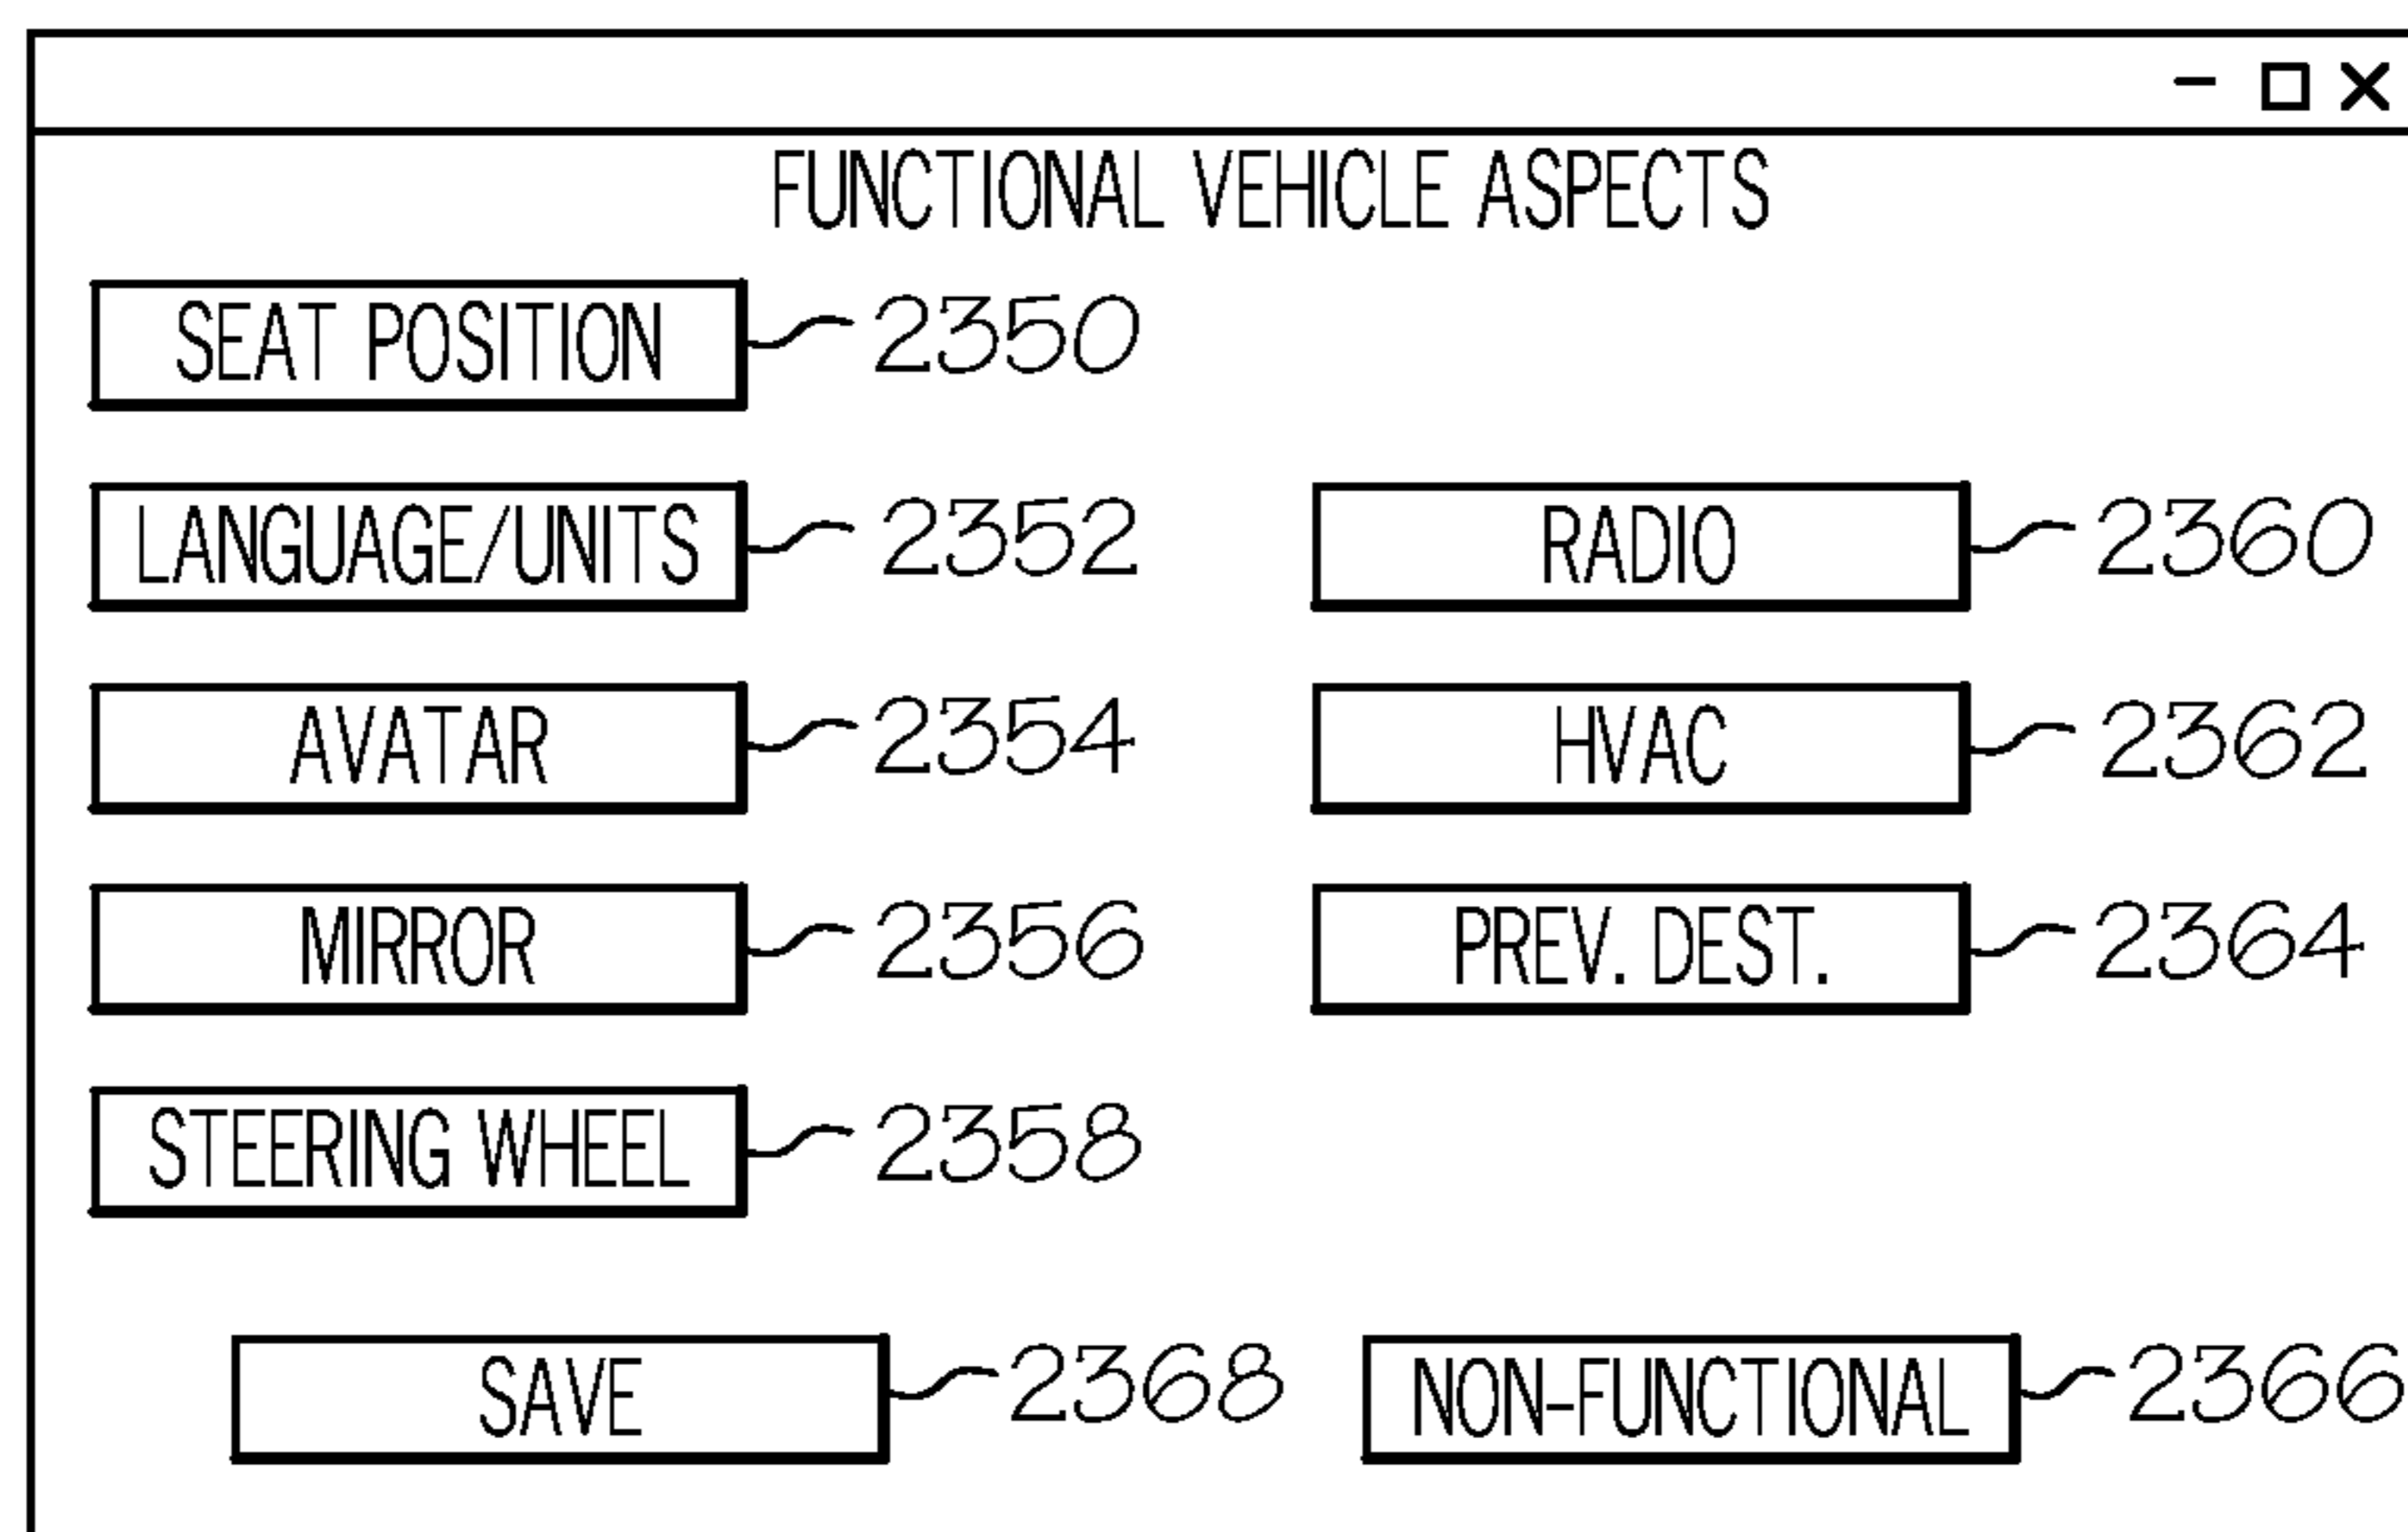 FUNCTIONAL VEHICLE ASPECTS
SEAT POSITION 2350
LANGUAGE/UNITS 2352 RADIO 2360
AVATAR 2354 HVAC 2362
MIRROR 2356 PREV. DEST. 2364
STEERING WHEEL 2358
SAVE 2368 NON-FUNCTIONAL 2366